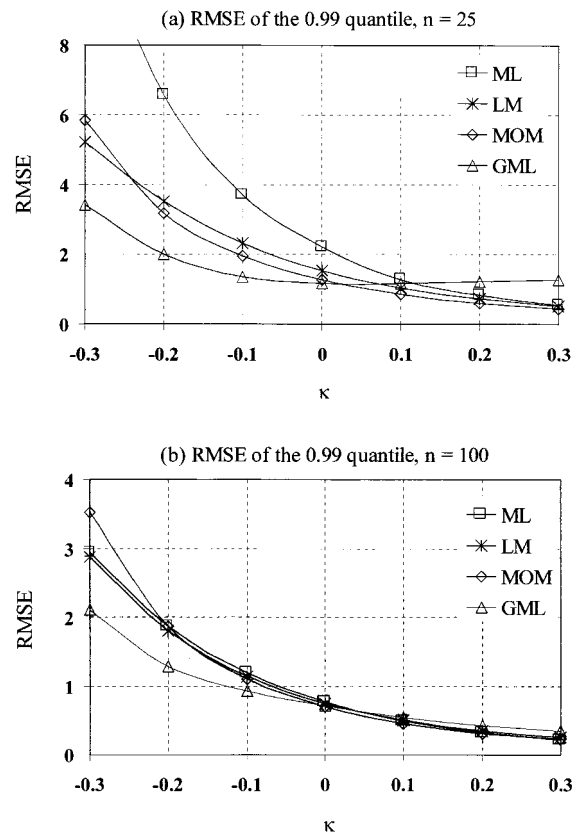 (a) RMSE of the 0.99 quantile, n = 25
8
6
4
2
0
RMSE
ML
LM
MOM
GML
-0.3 -0.2 -0.1 0 0.1 0.2 0.3
κ
(b) RMSE of the 0.99 quantile, n = 100
4
3
2
1
0
RMSE
ML
LM
MOM
GML
-0.3 -0.2 -0.1 0 0.1 0.2 0.3
κ